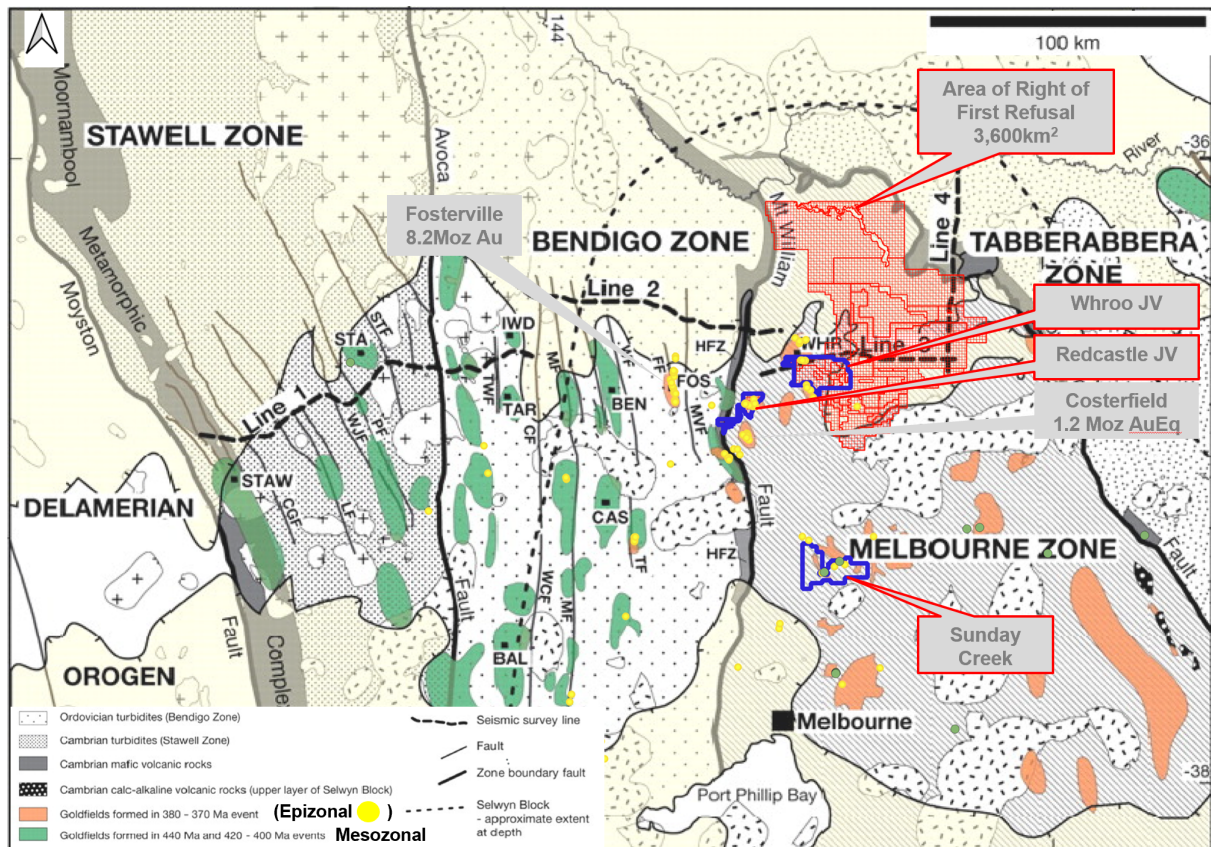 144
100 km
Moornambool
STAWELL ZONE
Avoca
Area of Right of
First Refusal
3,600km²
-36
River
Fosterville
8.2Moz Au
BENDIGO ZONE
Mt William
Line 4
TABBERABBERA
ZONE
Metamorphic
Moyston
Line 2
Whroo JV
STF
STA
IWD
HFZ
WHR
Line 3
Redcastle JV
MF
WF
FF
FOS
TWF
Line 1
TAR
BEN
Costerfield
1.2 Moz AuEq
WJF
PF
CF
MVF
STAW
DELAMERIAN
CGF
LF
CAS
Fault
HFZ
MELBOURNE ZONE
TF
Fault
Fault
WCF
MF
Fault
Complex
Sunday
Creek
BAL
OROGEN
Melbourne
Port Phillip Bay
-38
Ordovician turbidites (Bendigo Zone)
Cambrian turbidites (Stawell Zone)
Cambrian mafic volcanic rocks
Cambrian calc-alkaline volcanic rocks (upper layer of Selwyn Block)
Goldfields formed in 380 - 370 Ma event (Epizonal )
Goldfields formed in 440 Ma and 420 - 400 Ma events Mesozonal
Seismic survey line
Fault
Zone boundary fault
Selwyn Block
- approximate extent
at depth